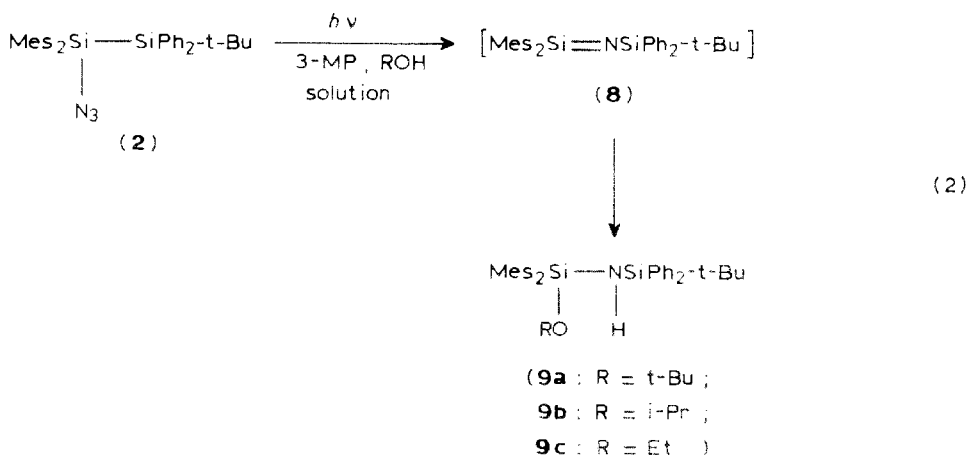 hν
Mes₂Si—SiPh₂-t-Bu
3-MP, ROH
[Mes₂Si=NSiPh₂-t-Bu]
solution
N₃
(8)
(2)
(2)
Mes₂Si—NSiPh₂-t-Bu
RO H
(9a : R = t-Bu ;
9b : R = i-Pr ;
9c : R = Et )